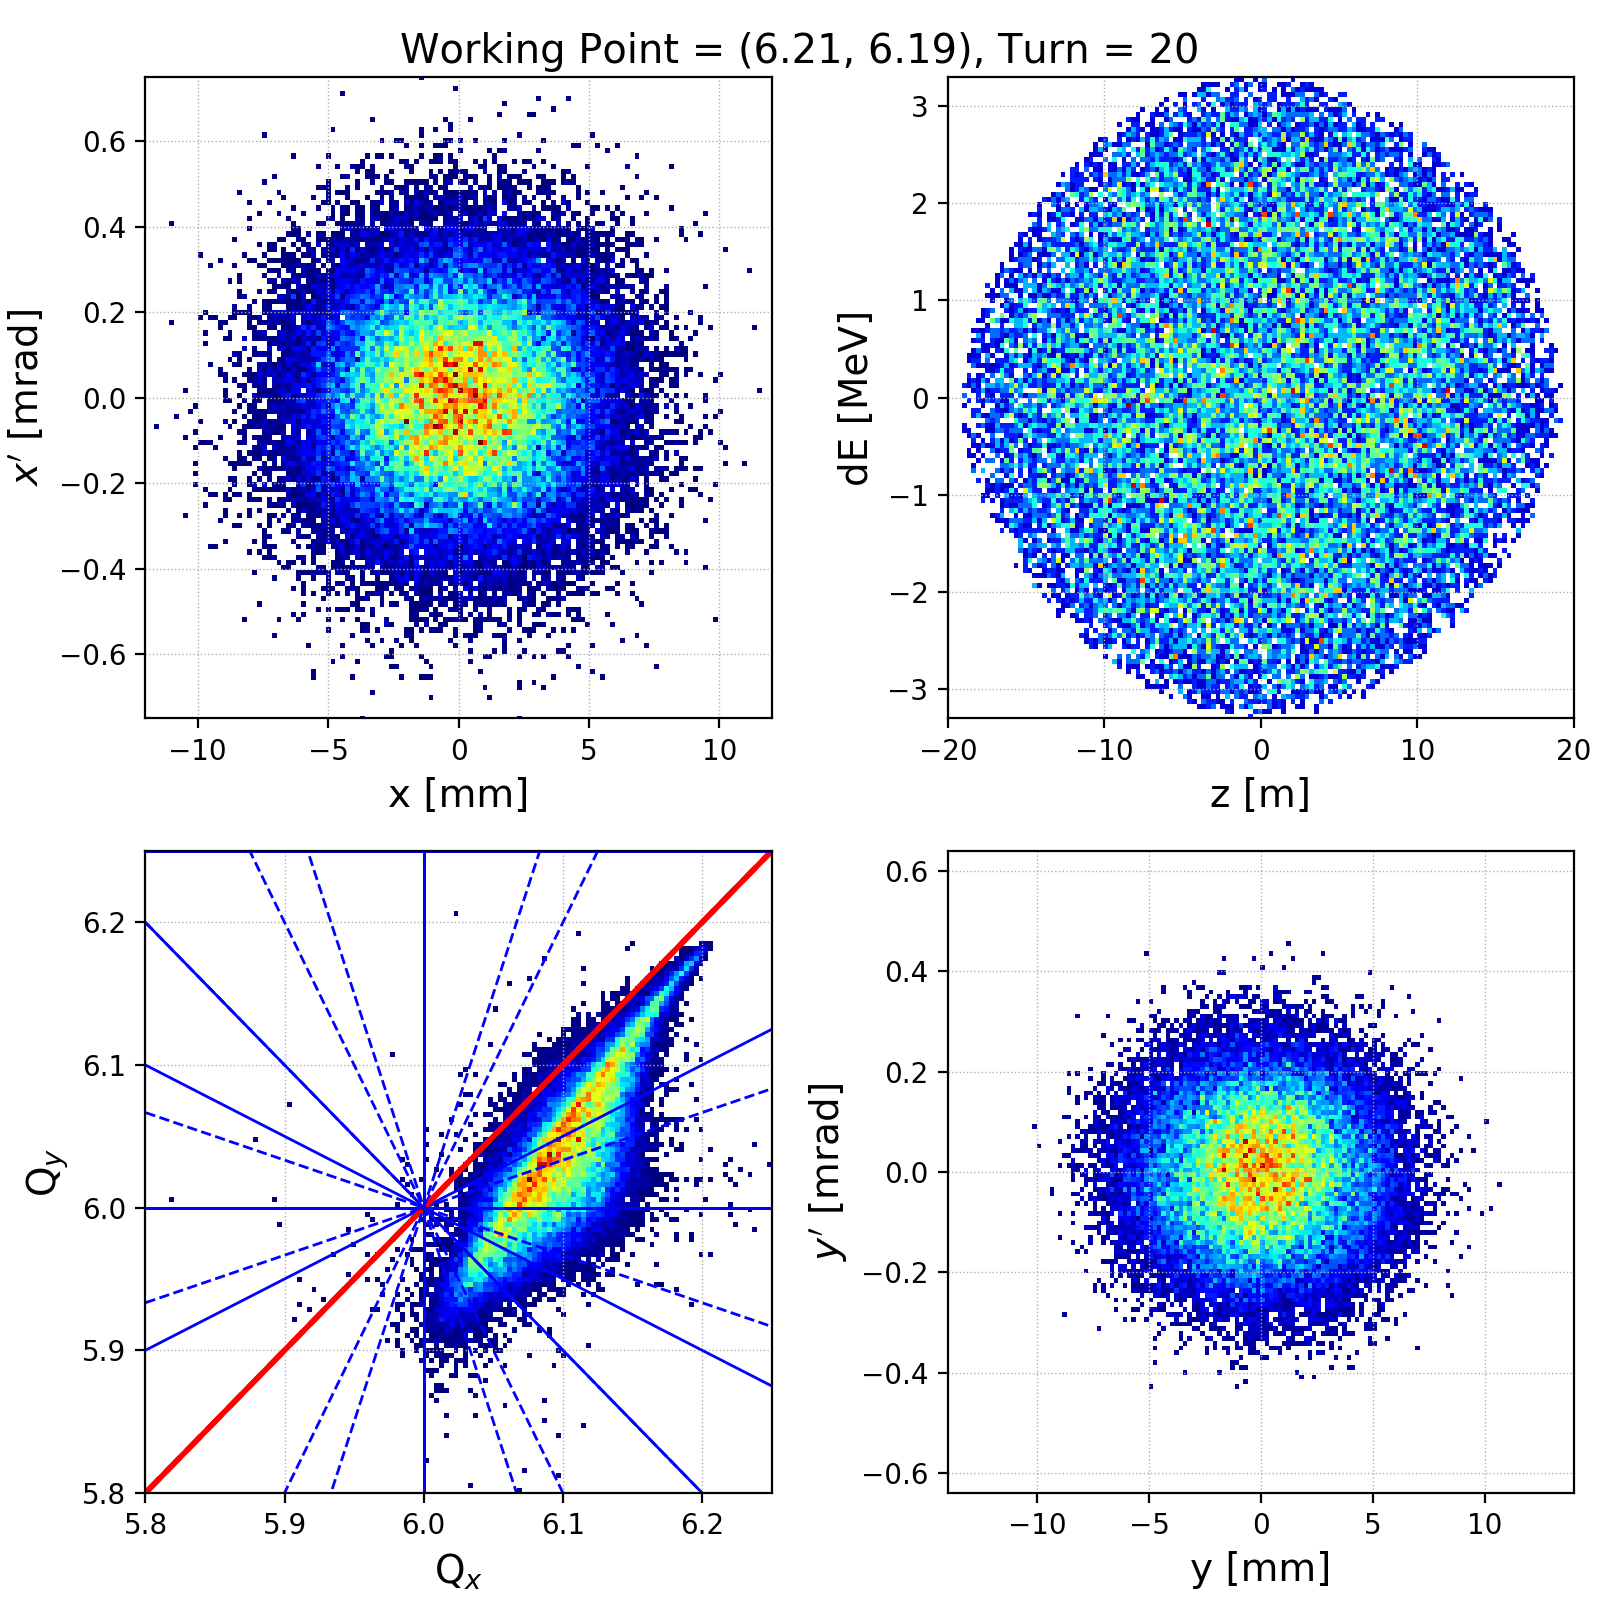 Working Point = (6.21, 6.19), Turn = 20
0.6
0.4
0.2
0.0
−0.2
−0.4
−0.6
x′ [mrad]
−10 −5 0 5 10
x [mm]
3
2
1
0
−1
−2
−3
dE [MeV]
−20 −10 0 10 20
z [m]
6.2
6.1
6.0
5.9
5.8
Qy
5.8 5.9 6.0 6.1 6.2
Qx
0.6
0.4
0.2
0.0
−0.2
−0.4
−0.6
y′ [mrad]
−10 −5 0 5 10
y [mm]